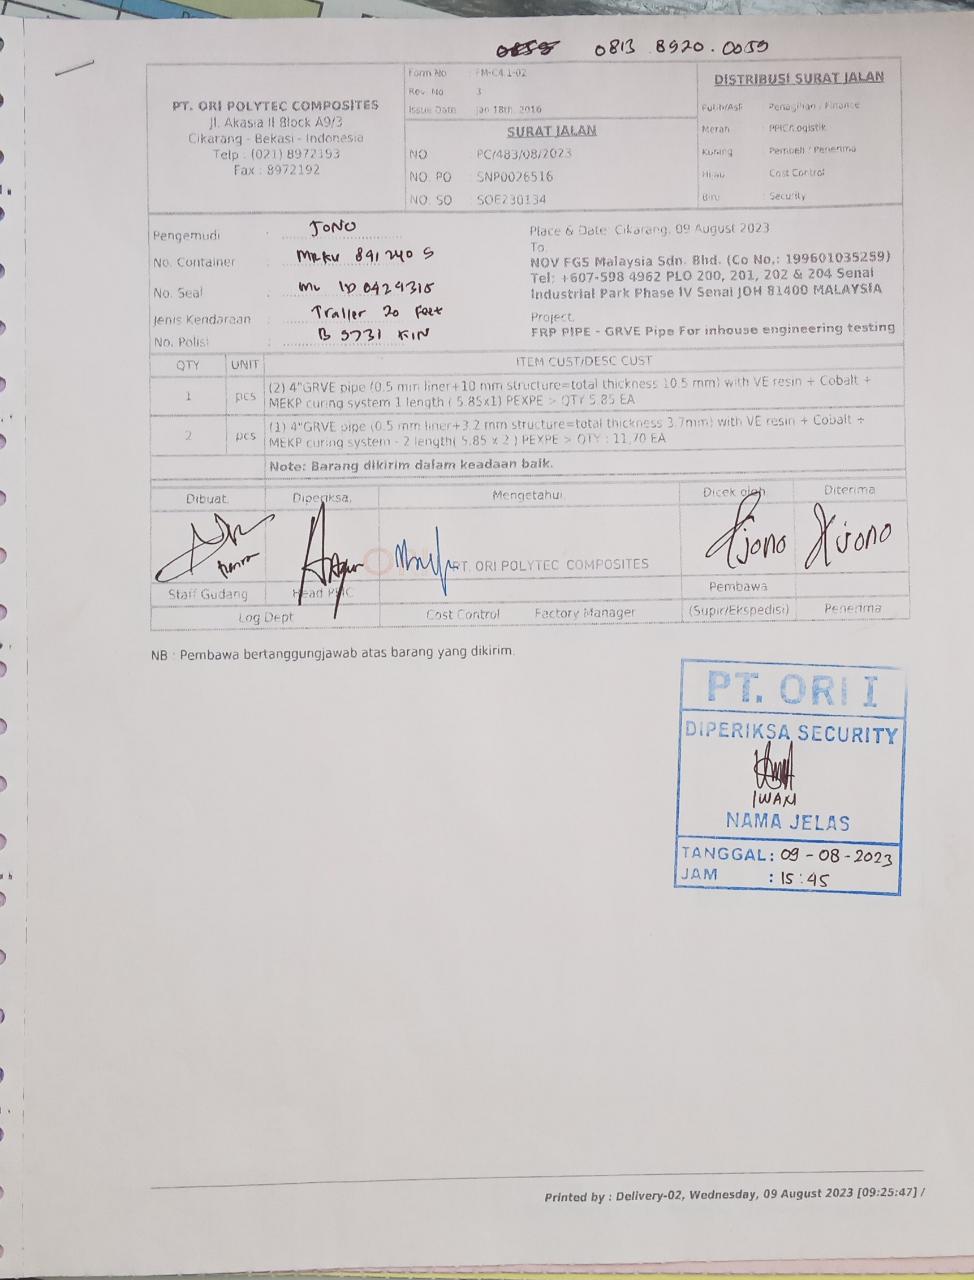 0813 8920.0059
PT. ORI POLYTEC COMPOSITES
Jl. Akasia II Block A9/3
Cikarang - Bekasi - Indonesia
Telp : (021) 8972193
Fax : 8972192
Form No : FM-C4.1-02
Rev. No : 3
Issue Date : Jan 18th, 2016
SURAT JALAN
NO : PC/483/08/2023
NO. PO : SNP0026516
NO. SO : SOE230134
DISTRIBUSI SURAT JALAN
Putih/Asli : Penagihan / Finance
Merah : PPIC/Logistik
Kuning : Pembeli / Penerima
Hijau : Cost Control
Biru : Security
Pengemudi : JONO
No. Container : MRKU 891240 5
No. Seal : ML ID 0429315
Jenis Kendaraan : Trailer 20 Feet
No. Polisi : B 9731 KIN
Place & Date: Cikarang, 09 August 2023
To.
NOV FGS Malaysia Sdn. Bhd. (Co No.: 199601035259)
Tel: +607-598 4962 PLO 200, 201, 202 & 204 Senai
Industrial Park Phase IV Senai JOH 81400 MALAYSIA
Project.
FRP PIPE - GRVE Pipe For inhouse engineering testing
QTY UNIT ITEM CUST/DESC CUST
1 pcs (2) 4"GRVE pipe (0.5 mm liner+10 mm structure=total thickness 10.5 mm) with VE resin + Cobalt +
MEKP curing system 1 length ( 5.85x1) PEXPE > QTY 5.85 EA
2 pcs (1) 4"GRVE pipe (0.5 mm liner+3.2 mm structure=total thickness 3.7mm) with VE resin + Cobalt +
MEKP curing system - 2 length( 5.85 x 2 ) PEXPE > QTY : 11,70 EA
Note: Barang dikirim dalam keadaan baik.
Dibuat, Diperiksa, Mengetahui Dicek oleh Diterima
PT. ORI POLYTEC COMPOSITES
Staff Gudang Head PPIC Pembawa
Log Dept Cost Control Factory Manager (Supir/Ekspedisi) Penerima
NB : Pembawa bertanggungjawab atas barang yang dikirim.
PT. ORI I
DIPERIKSA SECURITY
IWAN
NAMA JELAS
TANGGAL: 09-08-2023
JAM : 15:45
Printed by : Delivery-02, Wednesday, 09 August 2023 [09:25:47] /